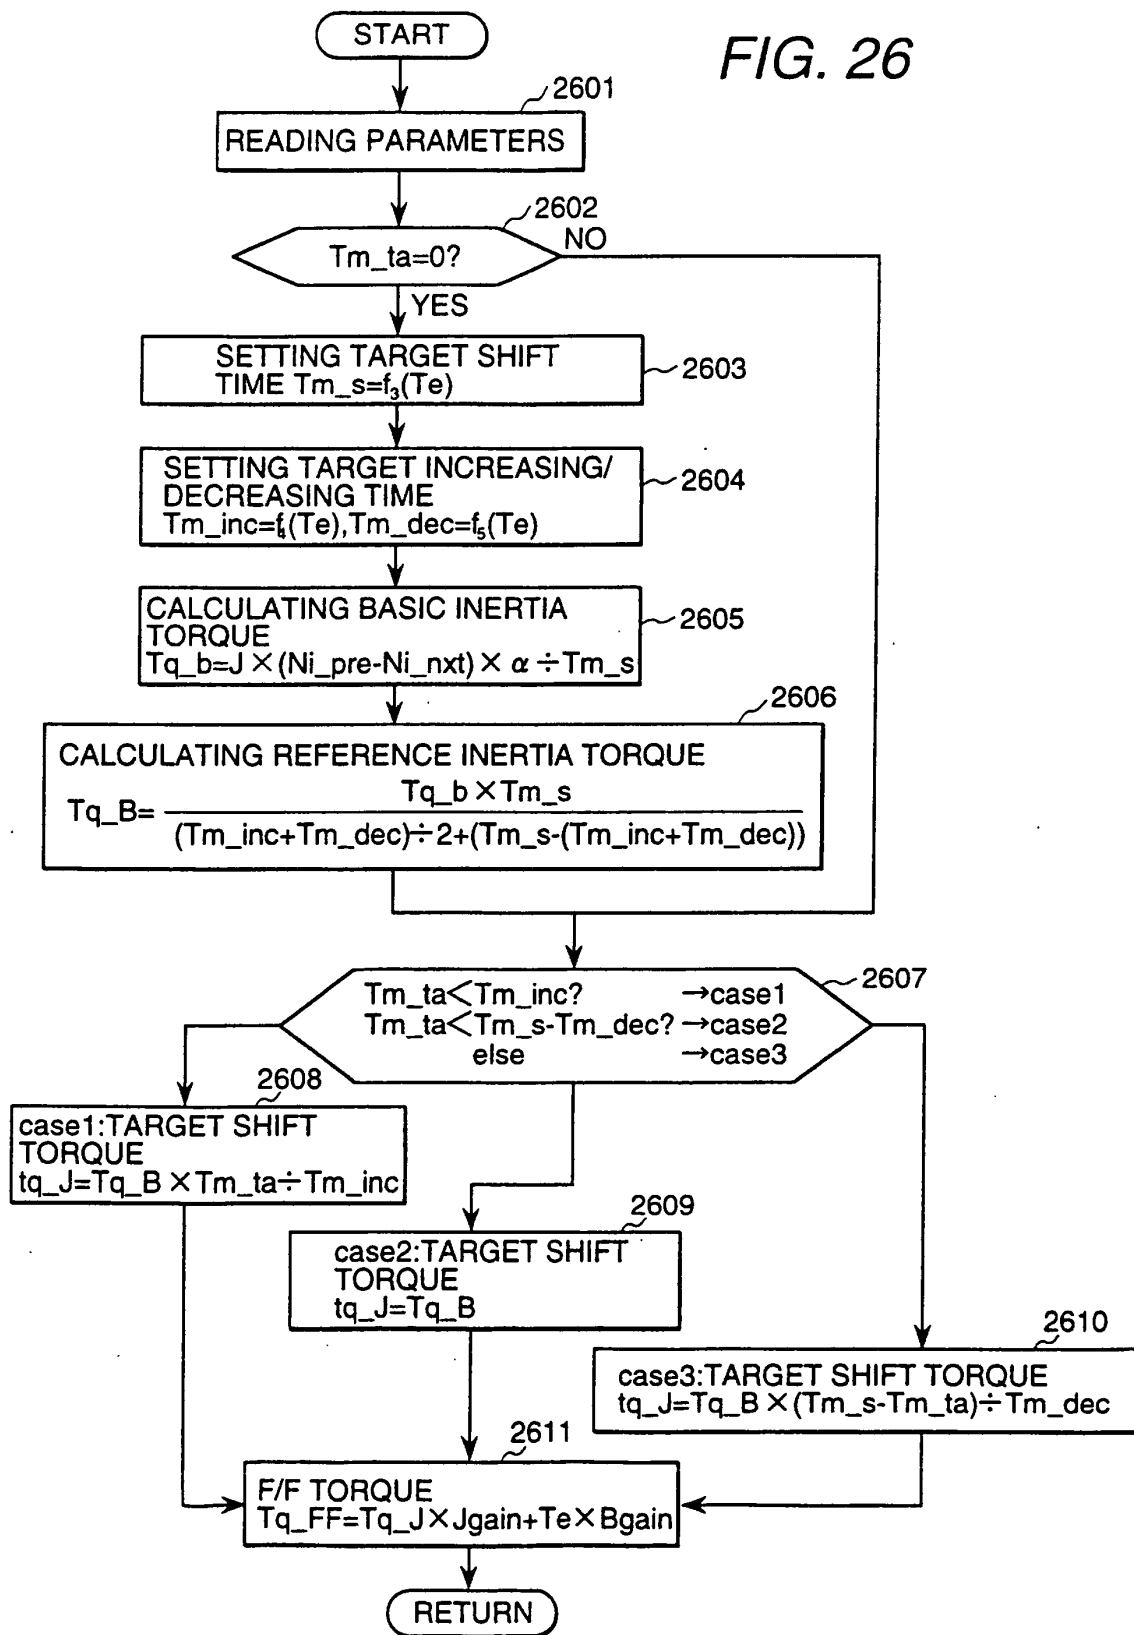 START
FIG. 26
2601
READING PARAMETERS
2602
Tm_ta=0?
NO
YES
SETTING TARGET SHIFT
TIME Tm_s=f₃(Te)
2603
SETTING TARGET INCREASING/
DECREASING TIME
Tm_inc=f₄(Te),Tm_dec=f₅(Te)
2604
CALCULATING BASIC INERTIA
TORQUE
Tq_b=J×(Ni_pre-Ni_nxt)×α÷Tm_s
2605
2606
CALCULATING REFERENCE INERTIA TORQUE
Tq_b×Tm_s
Tq_B=
(Tm_inc+Tm_dec)÷2+(Tm_s-(Tm_inc+Tm_dec))
2607
Tm_ta<Tm_inc? →case1
Tm_ta<Tm_s-Tm_dec? →case2
else →case3
2608
case1:TARGET SHIFT
TORQUE
tq_J=Tq_B×Tm_ta÷Tm_inc
2609
case2:TARGET SHIFT
TORQUE
tq_J=Tq_B
2610
case3:TARGET SHIFT TORQUE
tq_J=Tq_B×(Tm_s-Tm_ta)÷Tm_dec
2611
F/F TORQUE
Tq_FF=Tq_J×Jgain+Te×Bgain
RETURN